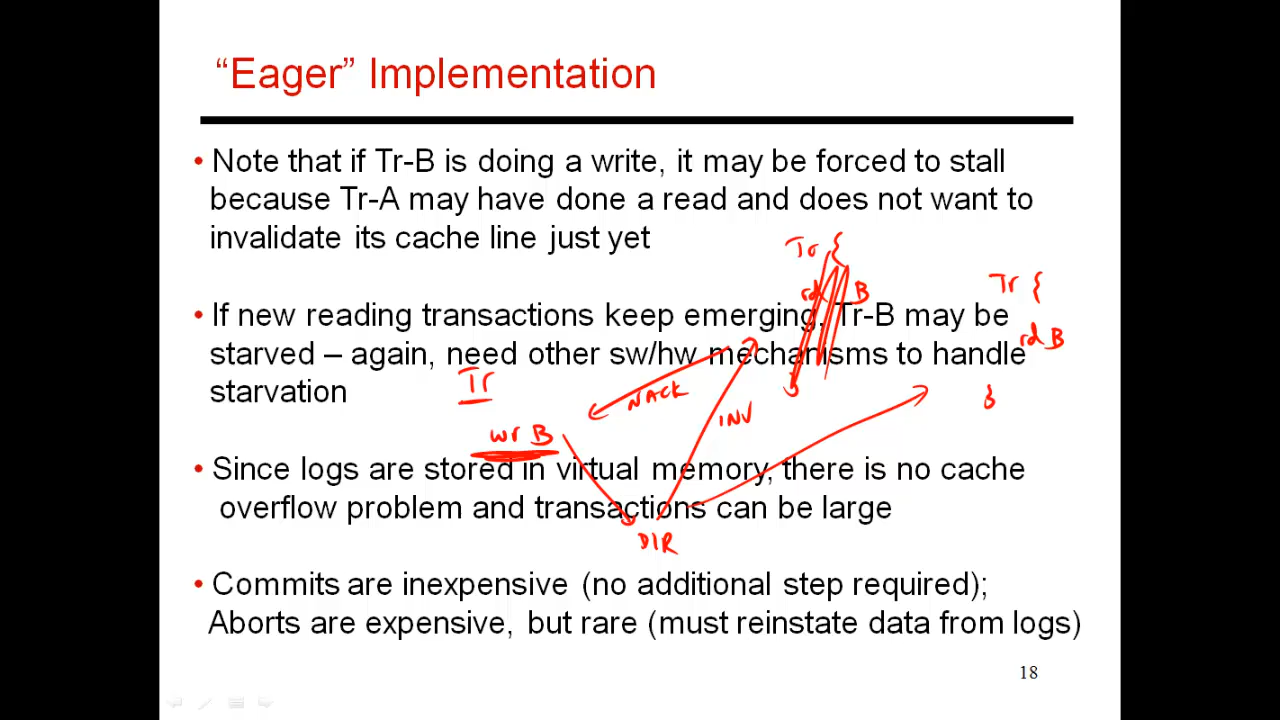 “Eager” Implementation
• Note that if Tr-B is doing a write, it may be forced to stall
because Tr-A may have done a read and does not want to
invalidate its cache line just yet
Tr {
rd B
Tr {
rd B
}
• If new reading transactions keep emerging, Tr-B may be
starved – again, need other sw/hw mechanisms to handle
starvation
Tr
wr B
NACK
INV
DIR
• Since logs are stored in virtual memory, there is no cache
overflow problem and transactions can be large
• Commits are inexpensive (no additional step required);
Aborts are expensive, but rare (must reinstate data from logs)
18